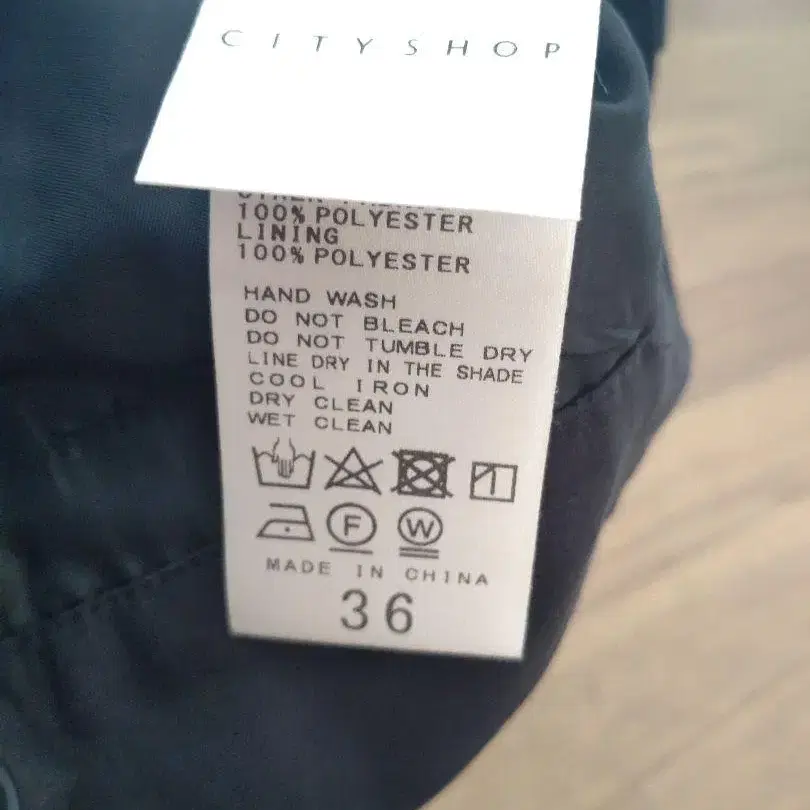 CITYSHOP
100% POLYESTER
LINING
100% POLYESTER
HAND WASH
DO NOT BLEACH
DO NOT TUMBLE DRY
LINE DRY IN THE SHADE
COOL IRON
DRY CLEAN
WET CLEAN
F W
MADE IN CHINA
36